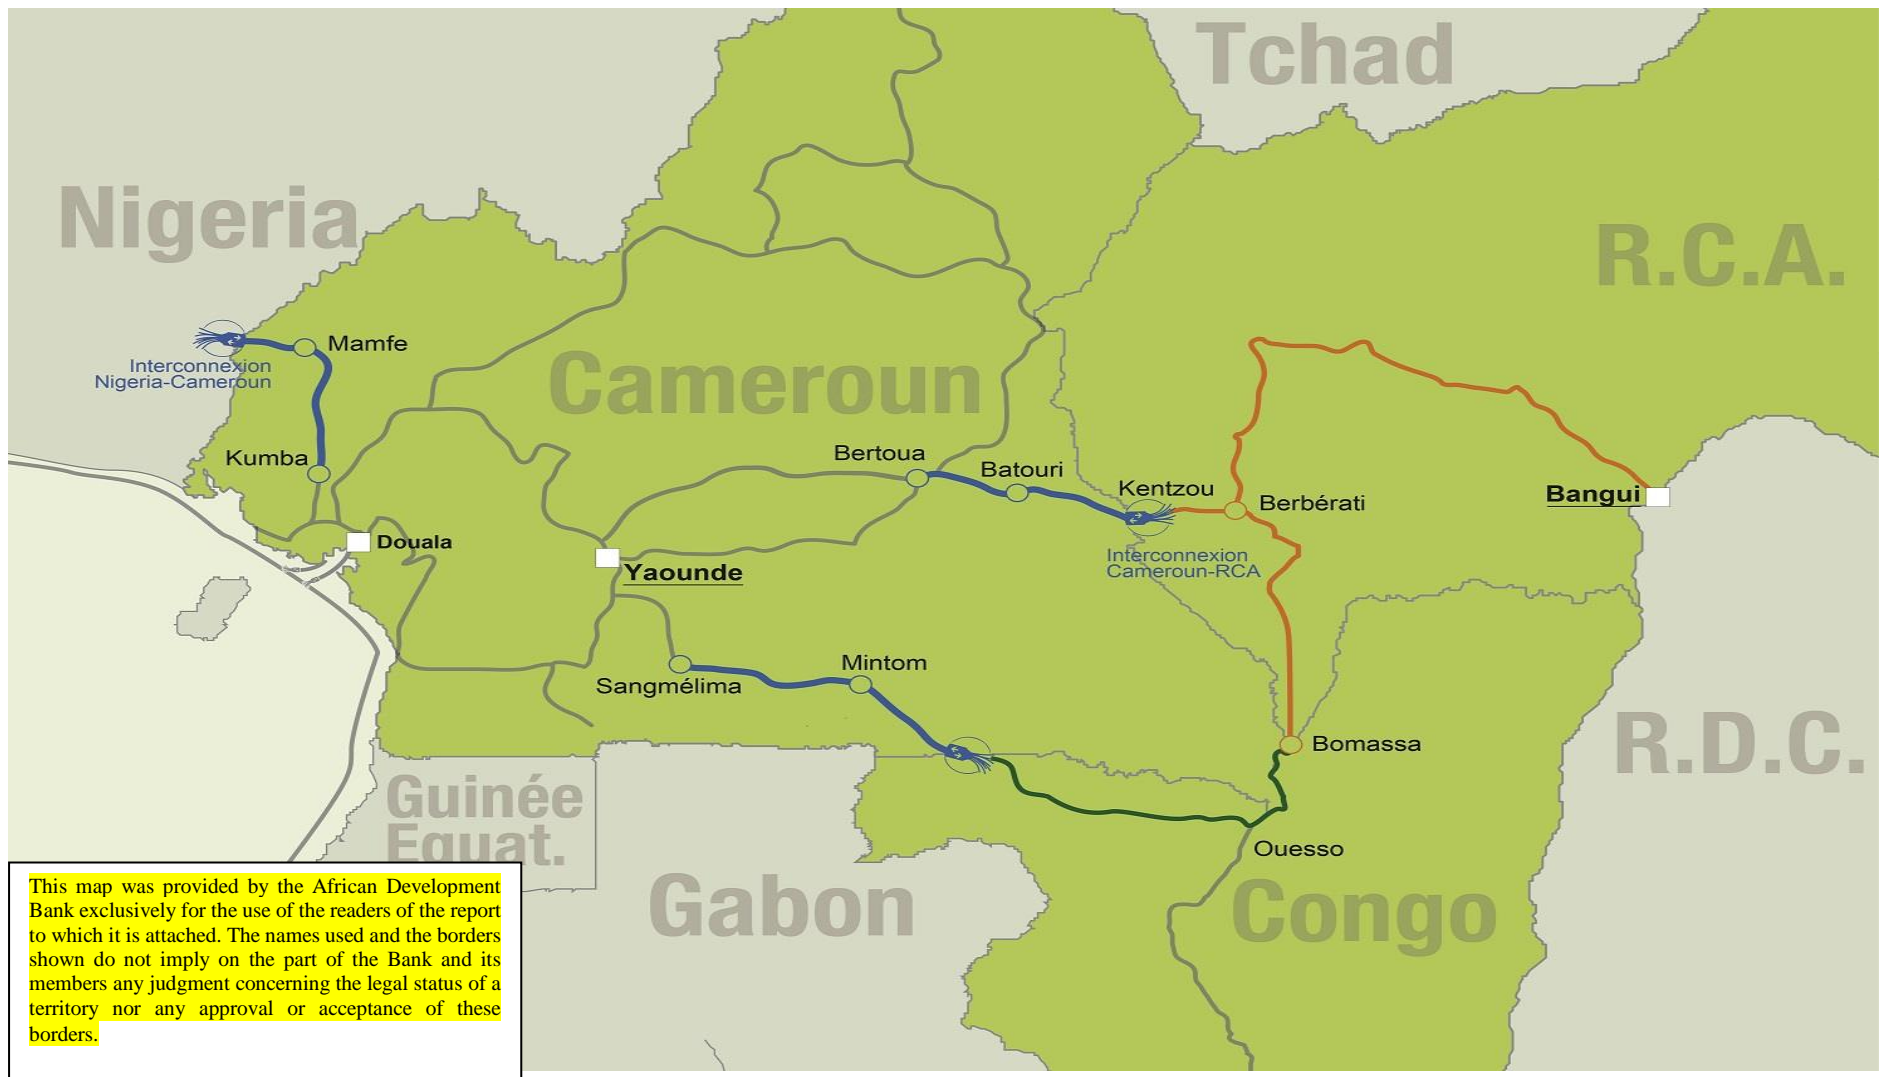 Tchad
Nigeria
R.C.A.
Mamfe
Interconnexion
Nigeria-Cameroun
Cameroun
Kumba
Bertoua
Batouri
Kentzou
Berbérati
Bangui
Douala
Yaounde
Interconnexion
Cameroun-RCA
Mintom
Sangmélima
Bomassa
R.D.C.
Guinée
Equat.
Ouesso
Gabon
Congo
This map was provided by the African Development
Bank exclusively for the use of the readers of the report
to which it is attached. The names used and the borders
shown do not imply on the part of the Bank and its
members any judgment concerning the legal status of a
territory nor any approval or acceptance of these
borders.